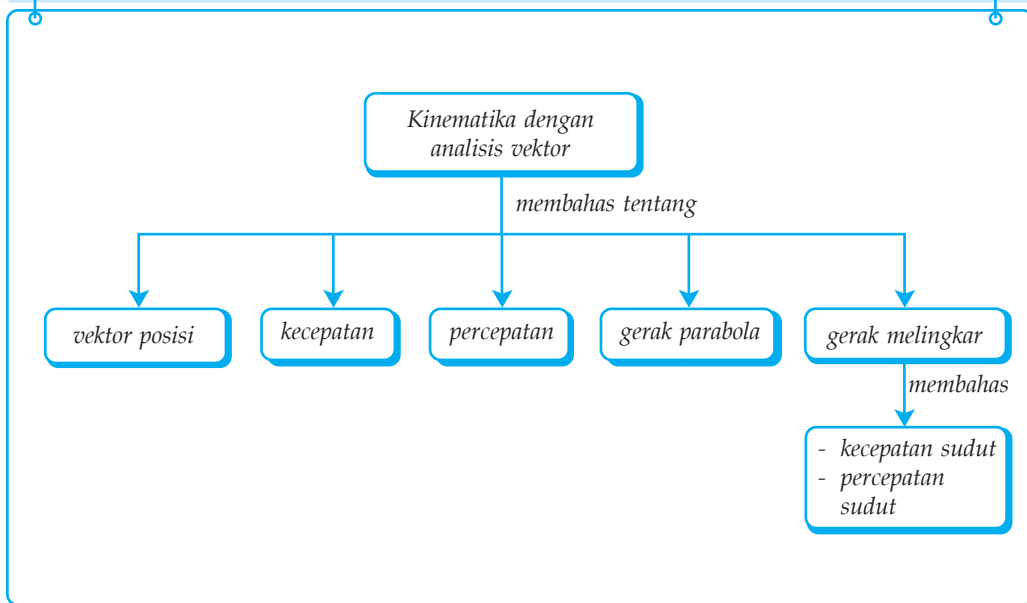 Kinematika dengan
analisis vektor
membahas tentang
vektor posisi
kecepatan
percepatan
gerak parabola
gerak melingkar
membahas
- kecepatan sudut
- percepatan
sudut